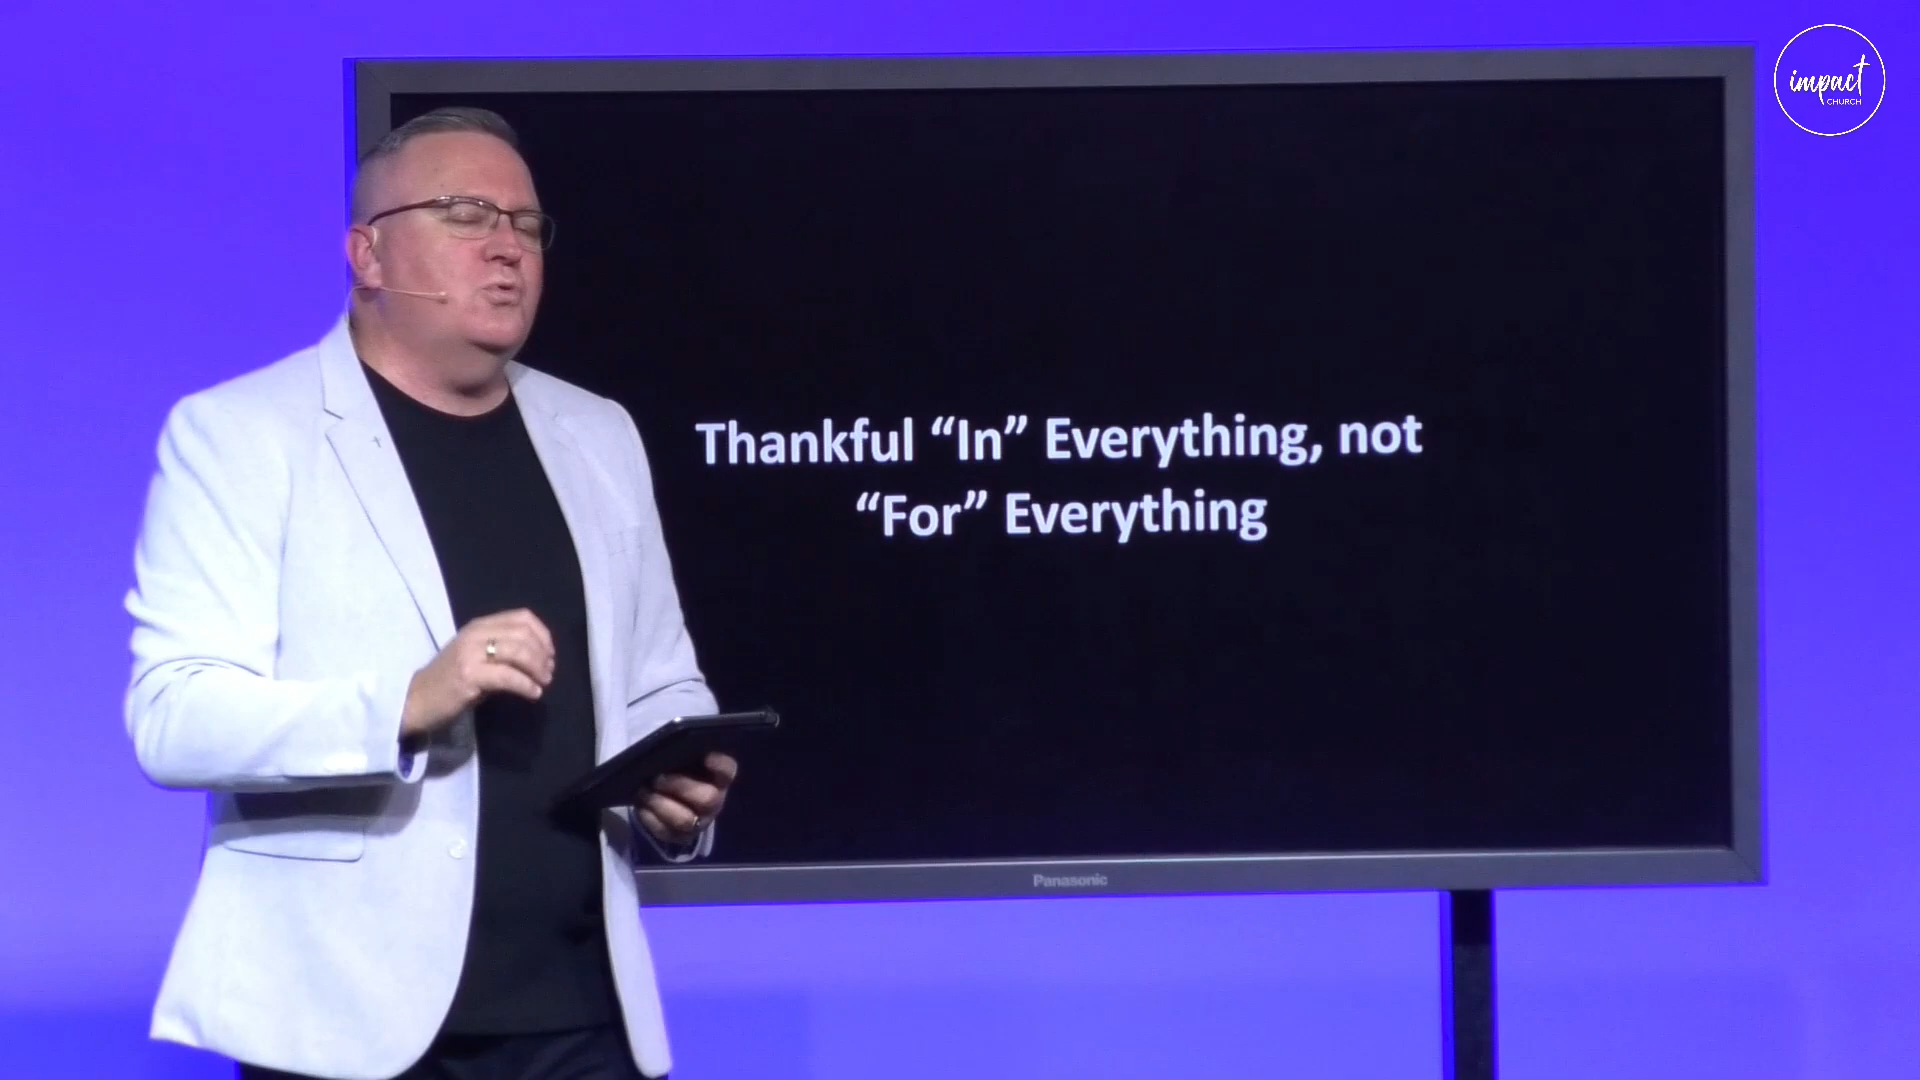 impact
CHURCH
Thankful “In” Everything, not
“For” Everything
Panasonic